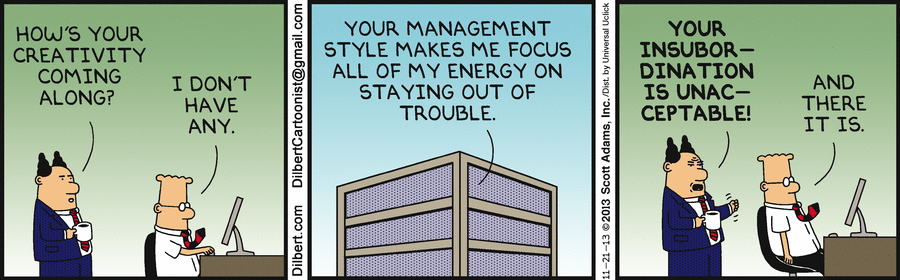 HOW'S YOUR
CREATIVITY
COMING
ALONG?
I DON'T
HAVE
ANY.
Dilbert.com DilbertCartoonist@gmail.com
YOUR MANAGEMENT
STYLE MAKES ME FOCUS
ALL OF MY ENERGY ON
STAYING OUT OF
TROUBLE.
11-21-13 © 2013 Scott Adams, Inc. /Dist. by Universal Uclick
YOUR
INSUBOR-
DINATION
IS UNAC-
CEPTABLE!
AND
THERE
IT IS.